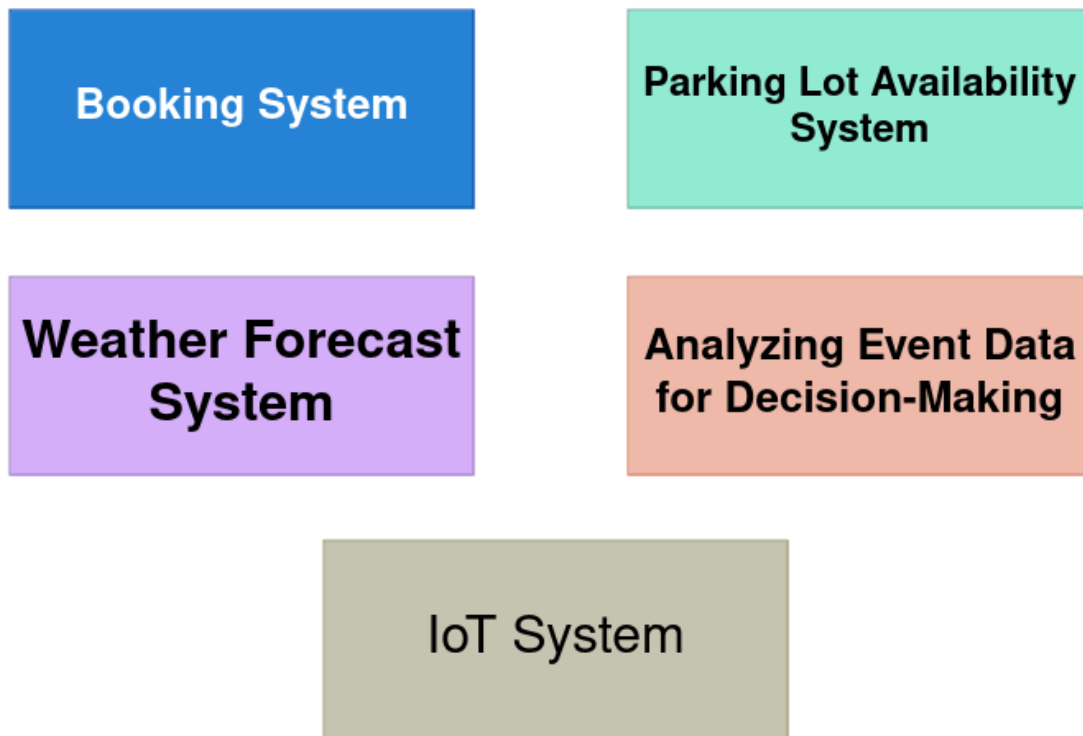 Booking System
Parking Lot Availability
System
Weather Forecast
System
Analyzing Event Data
for Decision-Making
IoT System